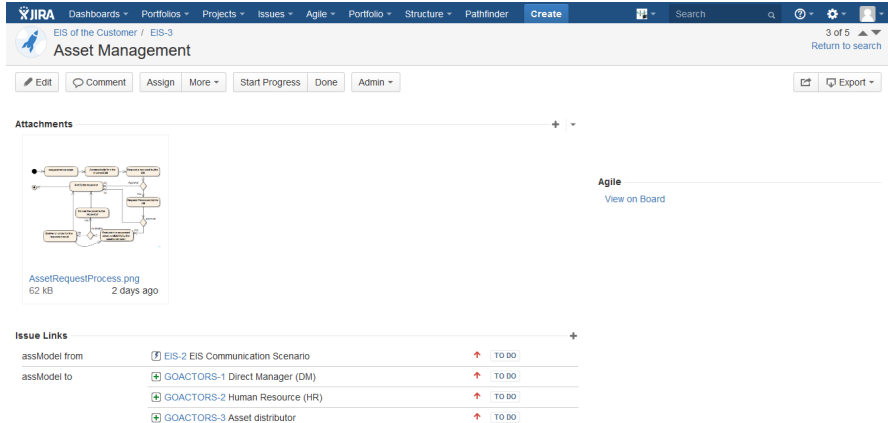 JIRA Dashboards Portfolios Projects Issues Agile Portfolio Structure Pathfinder Create Search
EIS of the Customer / EIS-3
3 of 5
Asset Management
Return to search
Edit Comment Assign More Start Progress Done Admin Export
Attachments
Agile
View on Board
AssetRequestProcess.png
62 kB 2 days ago
Issue Links
assModel from EIS-2 EIS Communication Scenario TO DO
assModel to GOACTORS-1 Direct Manager (DM) TO DO
GOACTORS-2 Human Resource (HR) TO DO
GOACTORS-3 Asset distributor TO DO